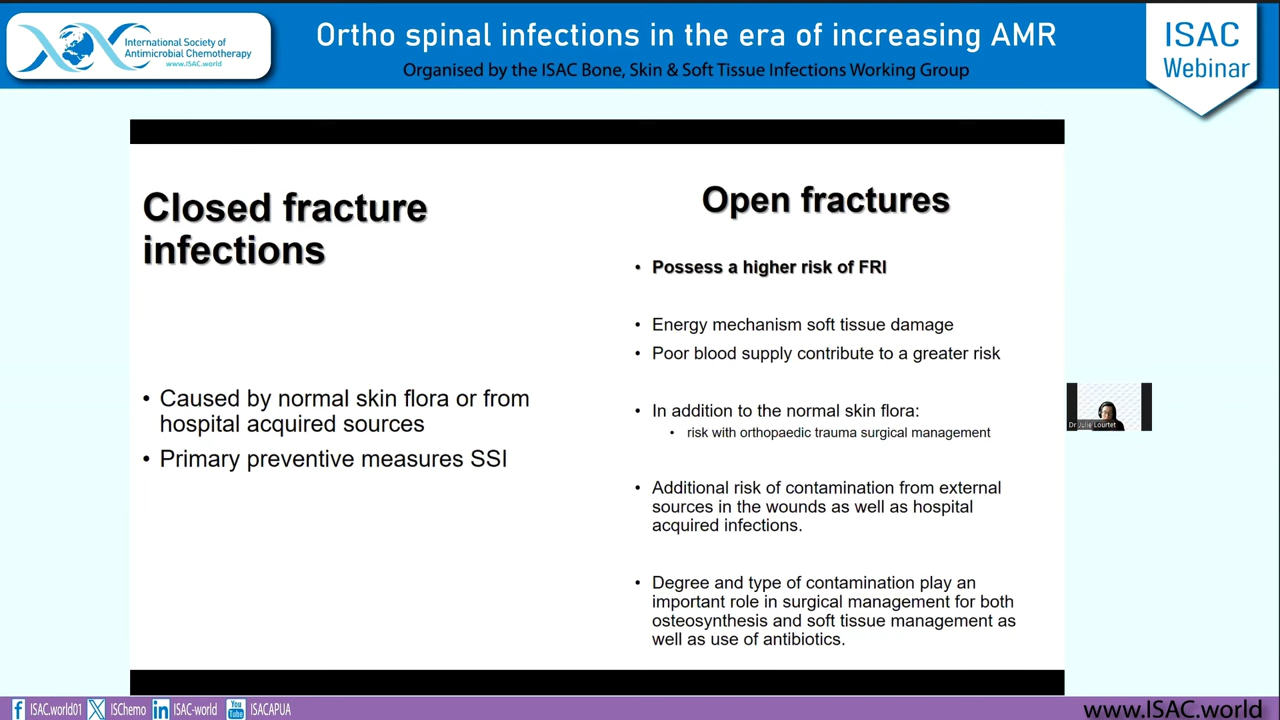 International Society of
Antimicrobial Chemotherapy
www.ISAC.world
Ortho spinal infections in the era of increasing AMR
Organised by the ISAC Bone, Skin & Soft Tissue Infections Working Group
ISAC
Webinar
Closed fracture
infections
• Caused by normal skin flora or from
hospital acquired sources
• Primary preventive measures SSI
Open fractures
• Possess a higher risk of FRI
• Energy mechanism soft tissue damage
• Poor blood supply contribute to a greater risk
• In addition to the normal skin flora:
• risk with orthopaedic trauma surgical management
• Additional risk of contamination from external
sources in the wounds as well as hospital
acquired infections.
• Degree and type of contamination play an
important role in surgical management for both
osteosynthesis and soft tissue management as
well as use of antibiotics.
Dr Julie Lourtet
f ISAC.world01 X ISChemo in ISAC-world You Tube ISACAPUA
www.ISAC.world